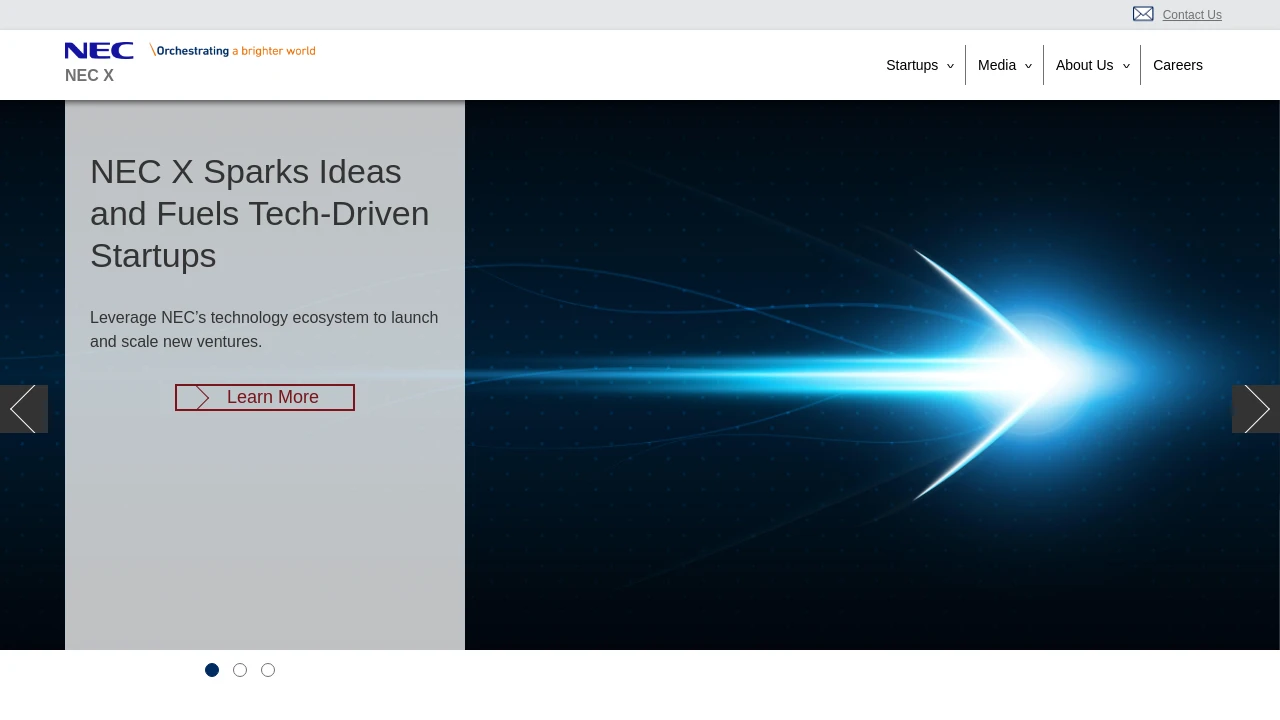 Contact Us
NEC \Orchestrating a brighter world
NEC X
Startups
Media
About Us
Careers
NEC X Sparks Ideas
and Fuels Tech-Driven
Startups
Leverage NEC’s technology ecosystem to launch
and scale new ventures.
Learn More